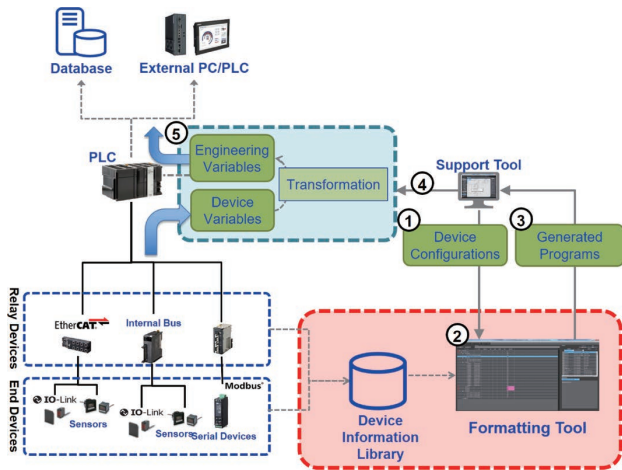 Database
External PC/PLC
5
PLC
Engineering
Variables
Transformation
Device
Variables
Support Tool
4
1
3
Device
Configurations
Generated
Programs
Relay Devices
EtherCAT
Internal Bus
2
End Devices
Modbus
IO-Link
IO-Link
Sensors
Sensors
Serial Devices
Device
Information
Library
Formatting Tool